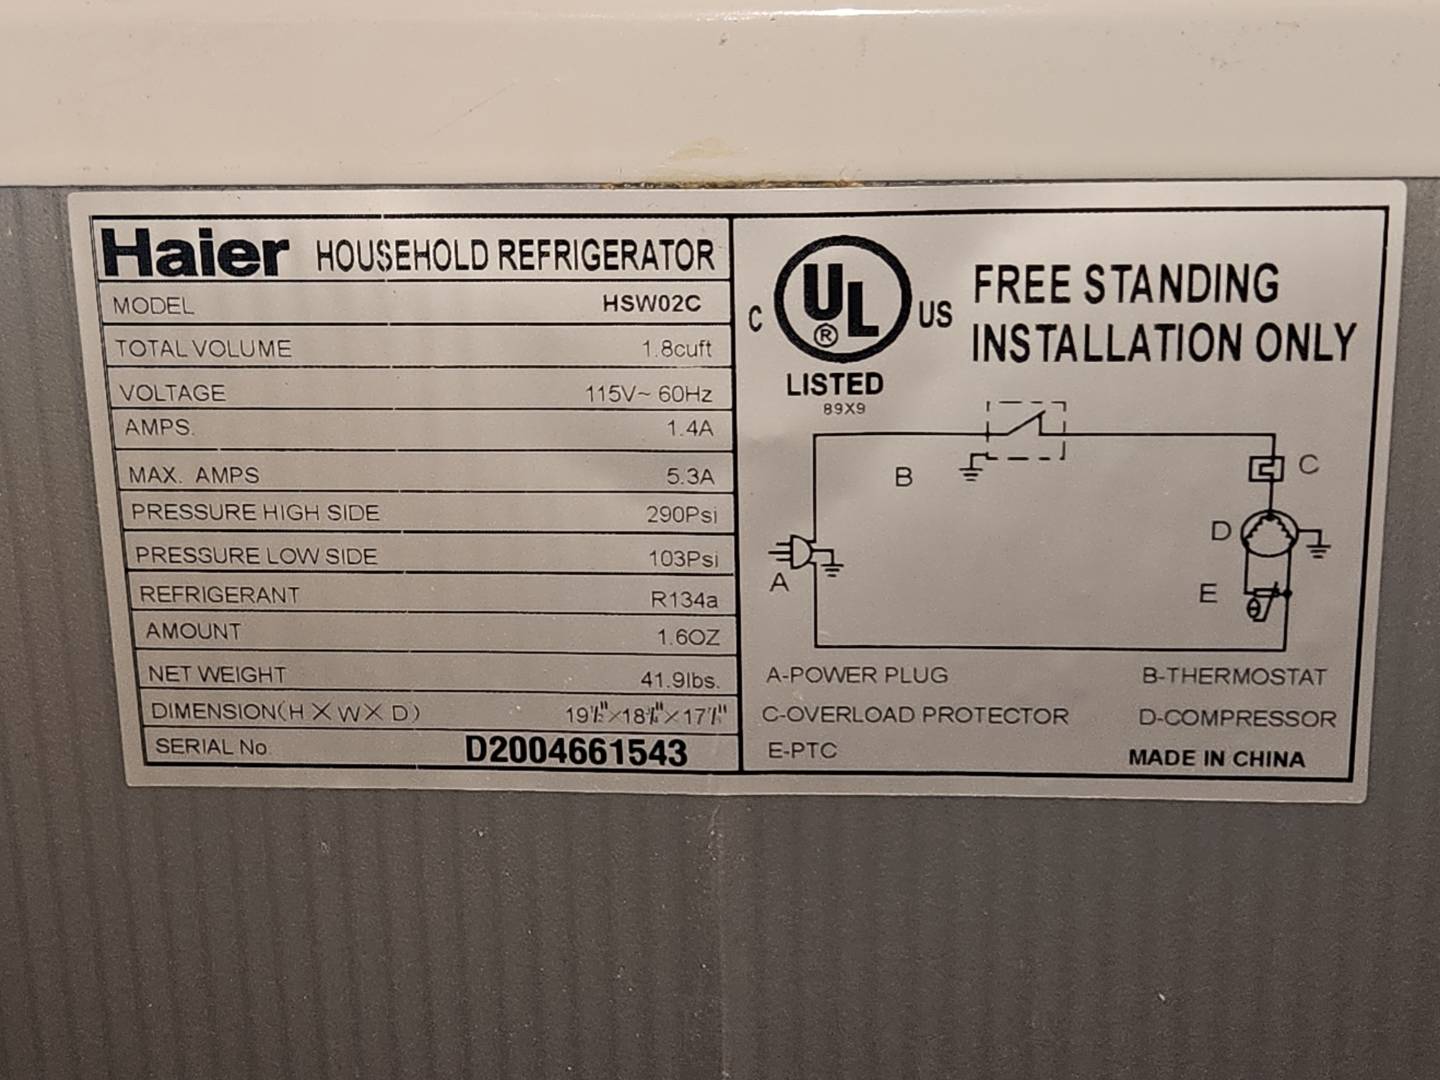 Haier HOUSEHOLD REFRIGERATOR
MODEL HSW02C
TOTAL VOLUME 1.8cuft
VOLTAGE 115V~ 60Hz
AMPS. 1.4A
MAX. AMPS 5.3A
PRESSURE HIGH SIDE 290Psi
PRESSURE LOW SIDE 103Psi
REFRIGERANT R134a
AMOUNT 1.6OZ
NET WEIGHT 41.9lbs.
DIMENSION(H X W X D)
SERIAL No D2004661543
C UL ® US
LISTED
89X9
FREE STANDING
INSTALLATION ONLY
B
C
D
A
E
θ
A-POWER PLUG B-THERMOSTAT
C-OVERLOAD PROTECTOR D-COMPRESSOR
E-PTC MADE IN CHINA